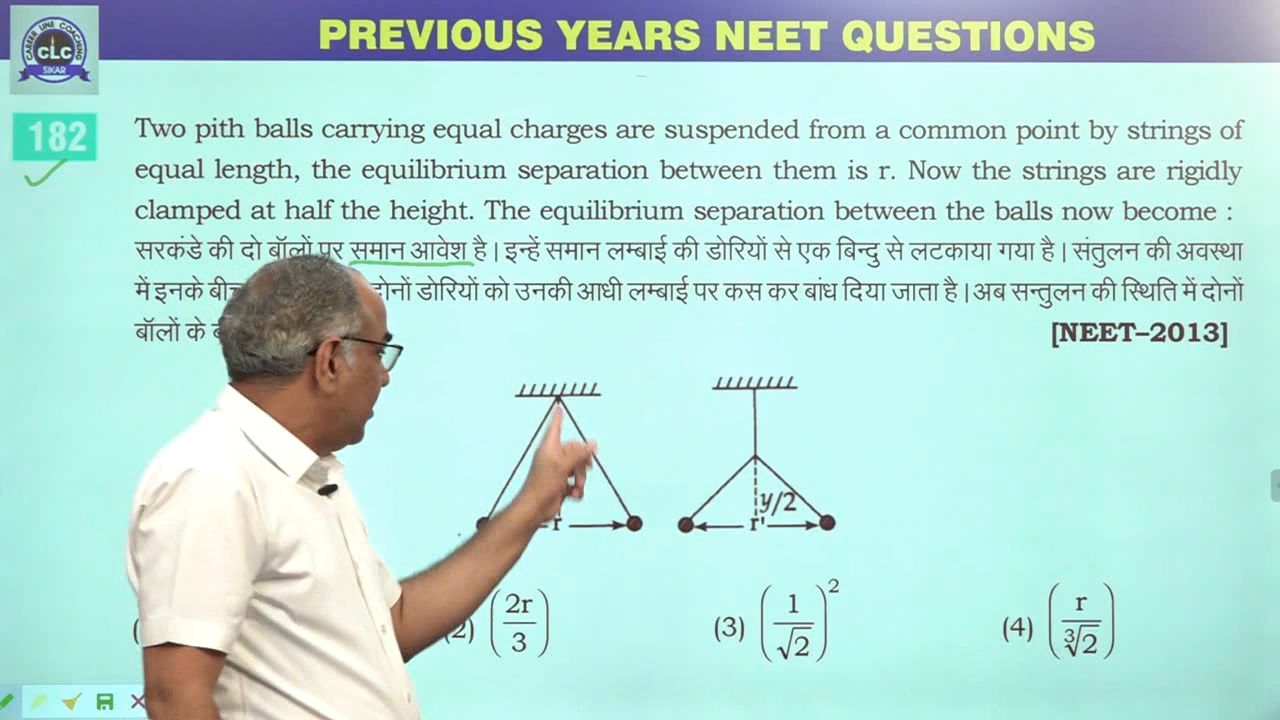 PREVIOUS YEARS NEET QUESTIONS
CAREER LINE COACHING
CLC
SIKAR
182
Two pith balls carrying equal charges are suspended from a common point by strings of
equal length, the equilibrium separation between them is r. Now the strings are rigidly
clamped at half the height. The equilibrium separation between the balls now become :
सरकंडे की दो बॉलों पर समान आवेश है। इन्हें समान लम्बाई की डोरियों से एक बिन्दु से लटकाया गया है। संतुलन की अवस्था
में इनके दोनों डोरियों को उनकी आधी लम्बाई पर कस कर बांध दिया जाता है। अब सन्तुलन की स्थिति में दोनों
बॉलों के
[NEET–2013]
r
y/2
r'
(2) (2r/3)
(3) (1/√2)²
(4) (r/∛2)